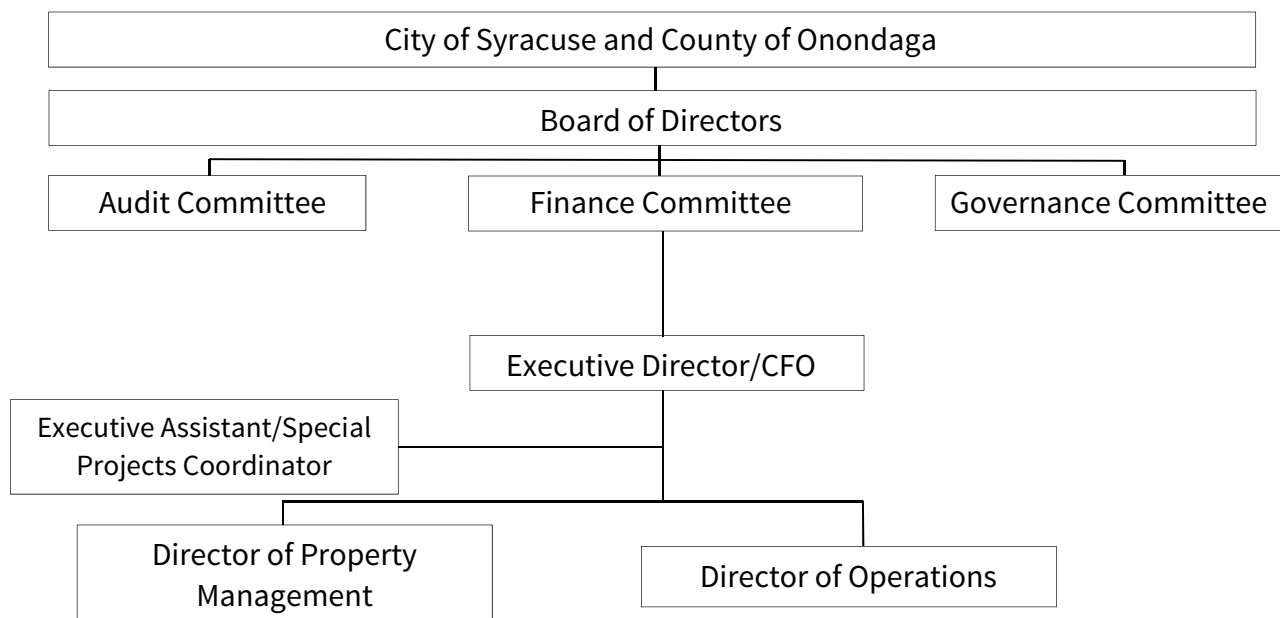 City of Syracuse and County of Onondaga
Board of Directors
Audit Committee
Finance Committee
Governance Committee
Executive Director/CFO
Executive Assistant/Special
Projects Coordinator
Director of Property
Management
Director of Operations